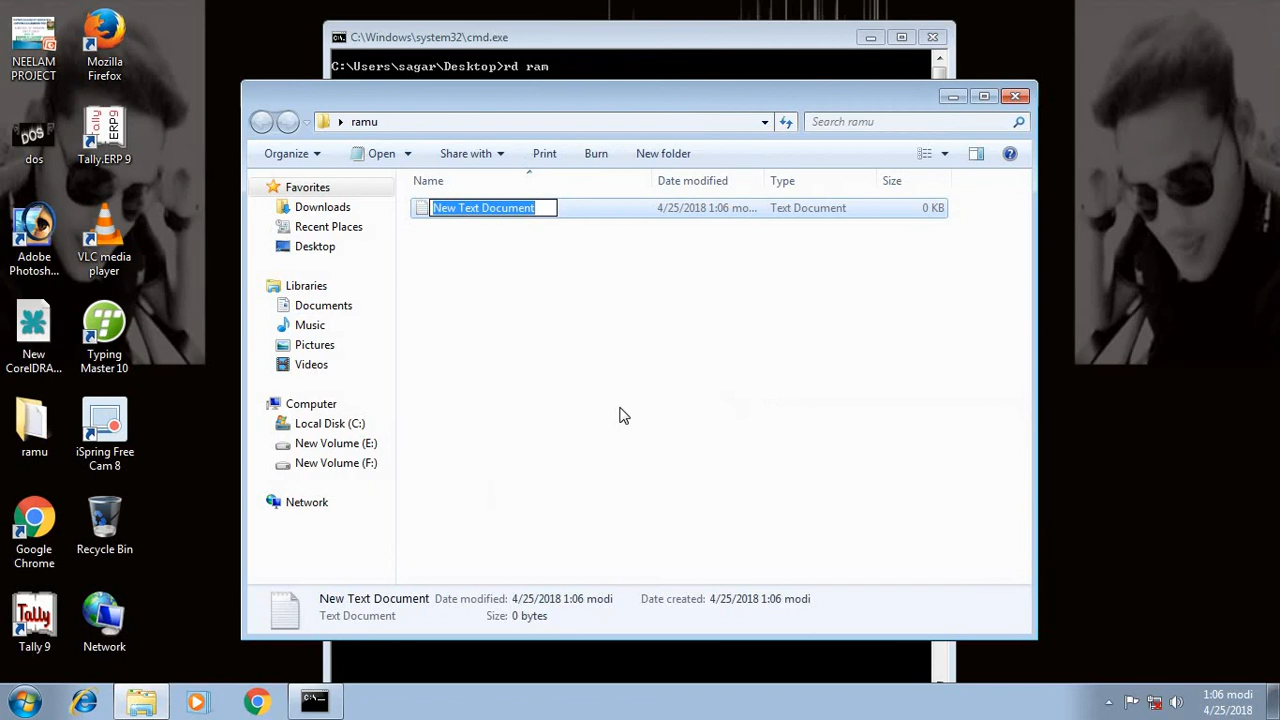 NEELAM
PROJECT
Mozilla
Firefox
DOS
dos
Tally
ERP9
Tally.ERP 9
Adobe
Photosh...
VLC media
player
New
CorelDRA...
Typing
Master 10
ramu
iSpring Free
Cam 8
Google
Chrome
Recycle Bin
Tally
Tally 9
Network
C:\Windows\system32\cmd.exe
C:\Users\sagar\Desktop>rd ram
ramu
Search ramu
Organize
Open
Share with
Print
Burn
New folder
Name
Date modified
Type
Size
New Text Document
4/25/2018 1:06 mo...
Text Document
0 KB
Favorites
Downloads
Recent Places
Desktop
Libraries
Documents
Music
Pictures
Videos
Computer
Local Disk (C:)
New Volume (E:)
New Volume (F:)
Network
New Text Document Date modified: 4/25/2018 1:06 modi Date created: 4/25/2018 1:06 modi
Text Document Size: 0 bytes
1:06 modi
4/25/2018